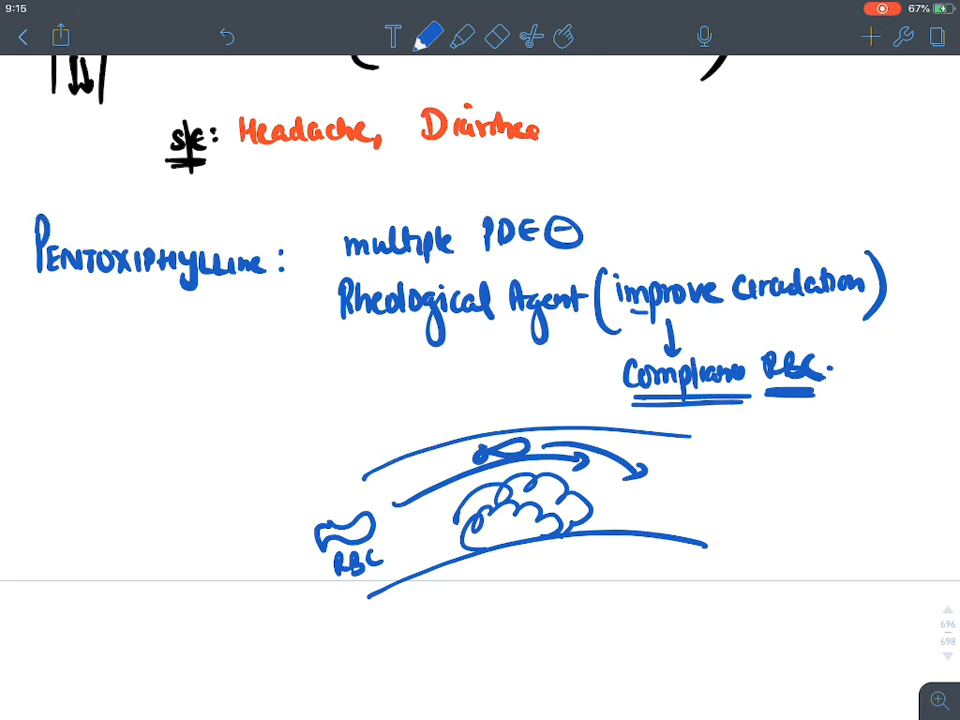 9:15
67%
T
s/e: Headache, Diarrhea
PENTOXIPHYLLine: multiple PDE ⊖
Rheological Agent (improve circulation)
↓
Compliance RBC.
RBC
696
–
698